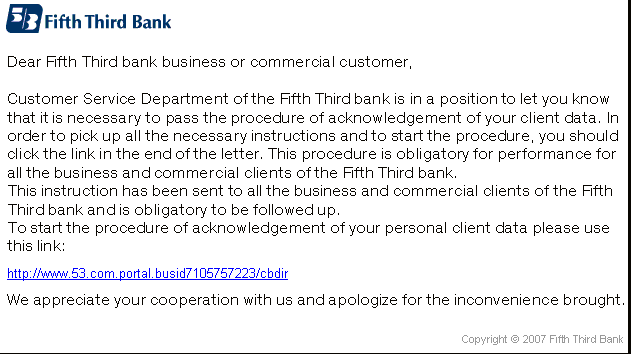 Fifth Third Bank
Dear Fifth Third bank business or commercial customer,
Customer Service Department of the Fifth Third bank is in a position to let you know
that it is necessary to pass the procedure of acknowledgement of your client data. In
order to pick up all the necessary instructions and to start the procedure, you should
click the link in the end of the letter. This procedure is obligatory for performance for
all the business and commercial clients of the Fifth Third bank.
This instruction has been sent to all the business and commercial clients of the Fifth
Third bank and is obligatory to be followed up.
To start the procedure of acknowledgement of your personal client data please use
this link:
http://www.53.com.portal.busid7105757223/cbdir
We appreciate your cooperation with us and apologize for the inconvenience brought.
Copyright © 2007 Fifth Third Bank